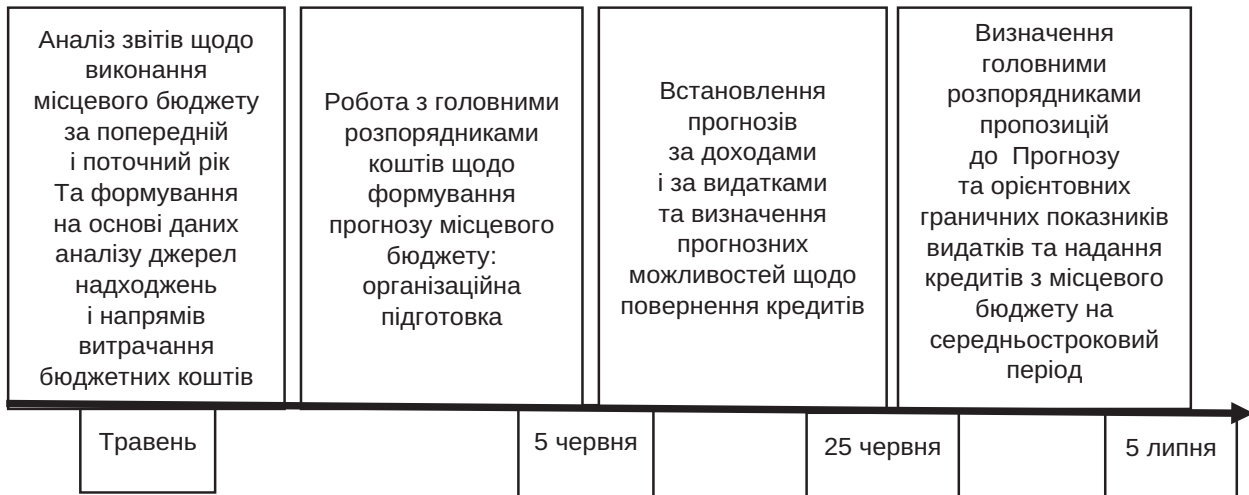 Аналіз звітів щодо
виконання
місцевого бюджету
за попередній
і поточний рік
Та формування
на основі даних
аналізу джерел
надходжень
і напрямів
витрачання
бюджетних коштів
Робота з головними
розпорядниками
коштів щодо
формування
прогнозу місцевого
бюджету:
організаційна
підготовка
Встановлення
прогнозів
за доходами
і за видатками
та визначення
прогнозних
можливостей щодо
повернення кредитів
Визначення
головними
розпорядниками
пропозицій
до Прогнозу
та орієнтовних
граничних показників
видатків та надання
кредитів з місцевого
бюджету на
середньостроковий
період
Травень
5 червня
25 червня
5 липня